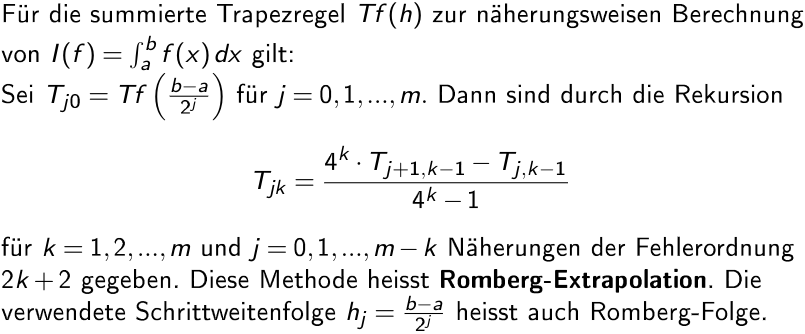 Für die summierte Trapezregel Tf(h) zur näherungsweisen Berechnung
von I(f) = ∫_a^b f(x) dx gilt:
Sei T_{j0} = Tf((b−a)/2^j) für j = 0, 1, ..., m. Dann sind durch die Rekursion
T_{jk} = (4^k · T_{j+1,k−1} − T_{j,k−1})/(4^k − 1)
für k = 1, 2, ..., m und j = 0, 1, ..., m − k Näherungen der Fehlerordnung
2k + 2 gegeben. Diese Methode heisst Romberg-Extrapolation. Die
verwendete Schrittweitenfolge h_j = (b−a)/2^j heisst auch Romberg-Folge.